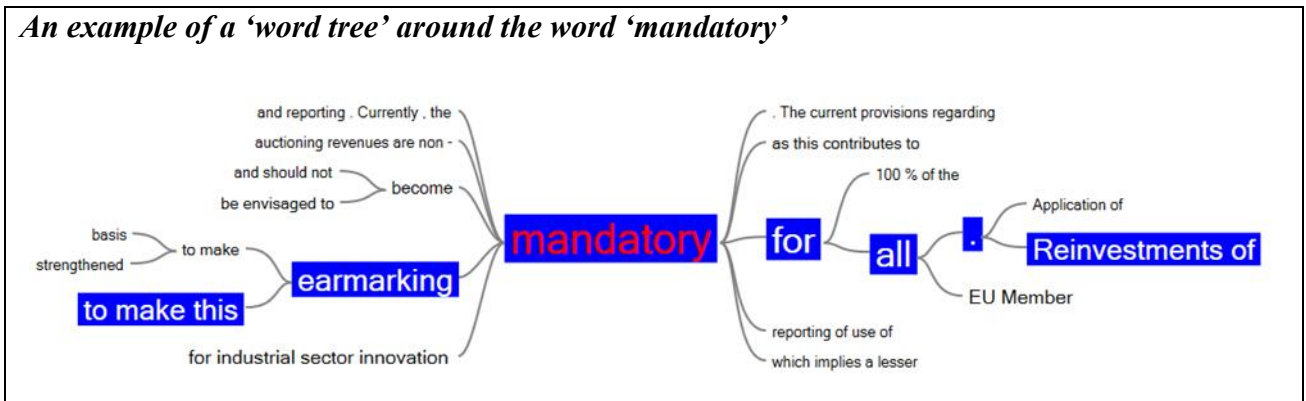 An example of a ‘word tree’ around the word ‘mandatory’
and reporting . Currently , the
auctioning revenues are non -
and should not
be envisaged to
become
basis
strengthened
to make
to make this
earmarking
for industrial sector innovation
mandatory
. The current provisions regarding
as this contributes to
for
100 % of the
all
.
Application of
Reinvestments of
EU Member
reporting of use of
which implies a lesser